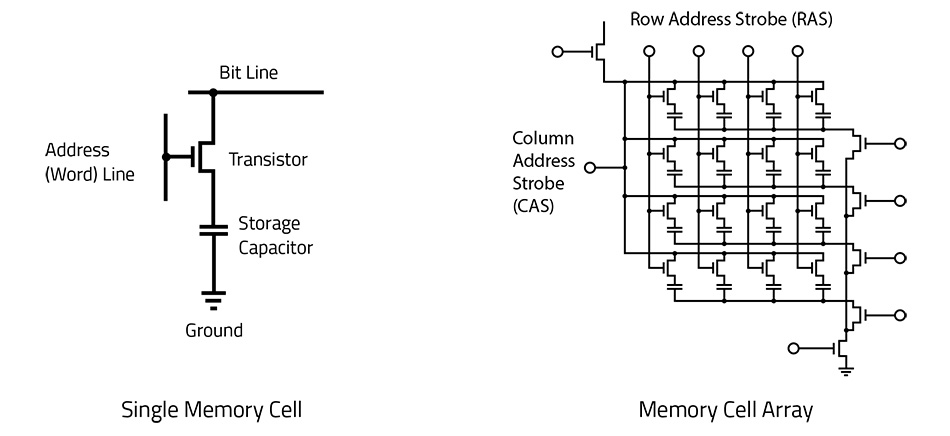 Bit Line
Address
(Word) Line
Transistor
Storage
Capacitor
Ground
Single Memory Cell
Row Address Strobe (RAS)
Column
Address
Strobe
(CAS)
Memory Cell Array